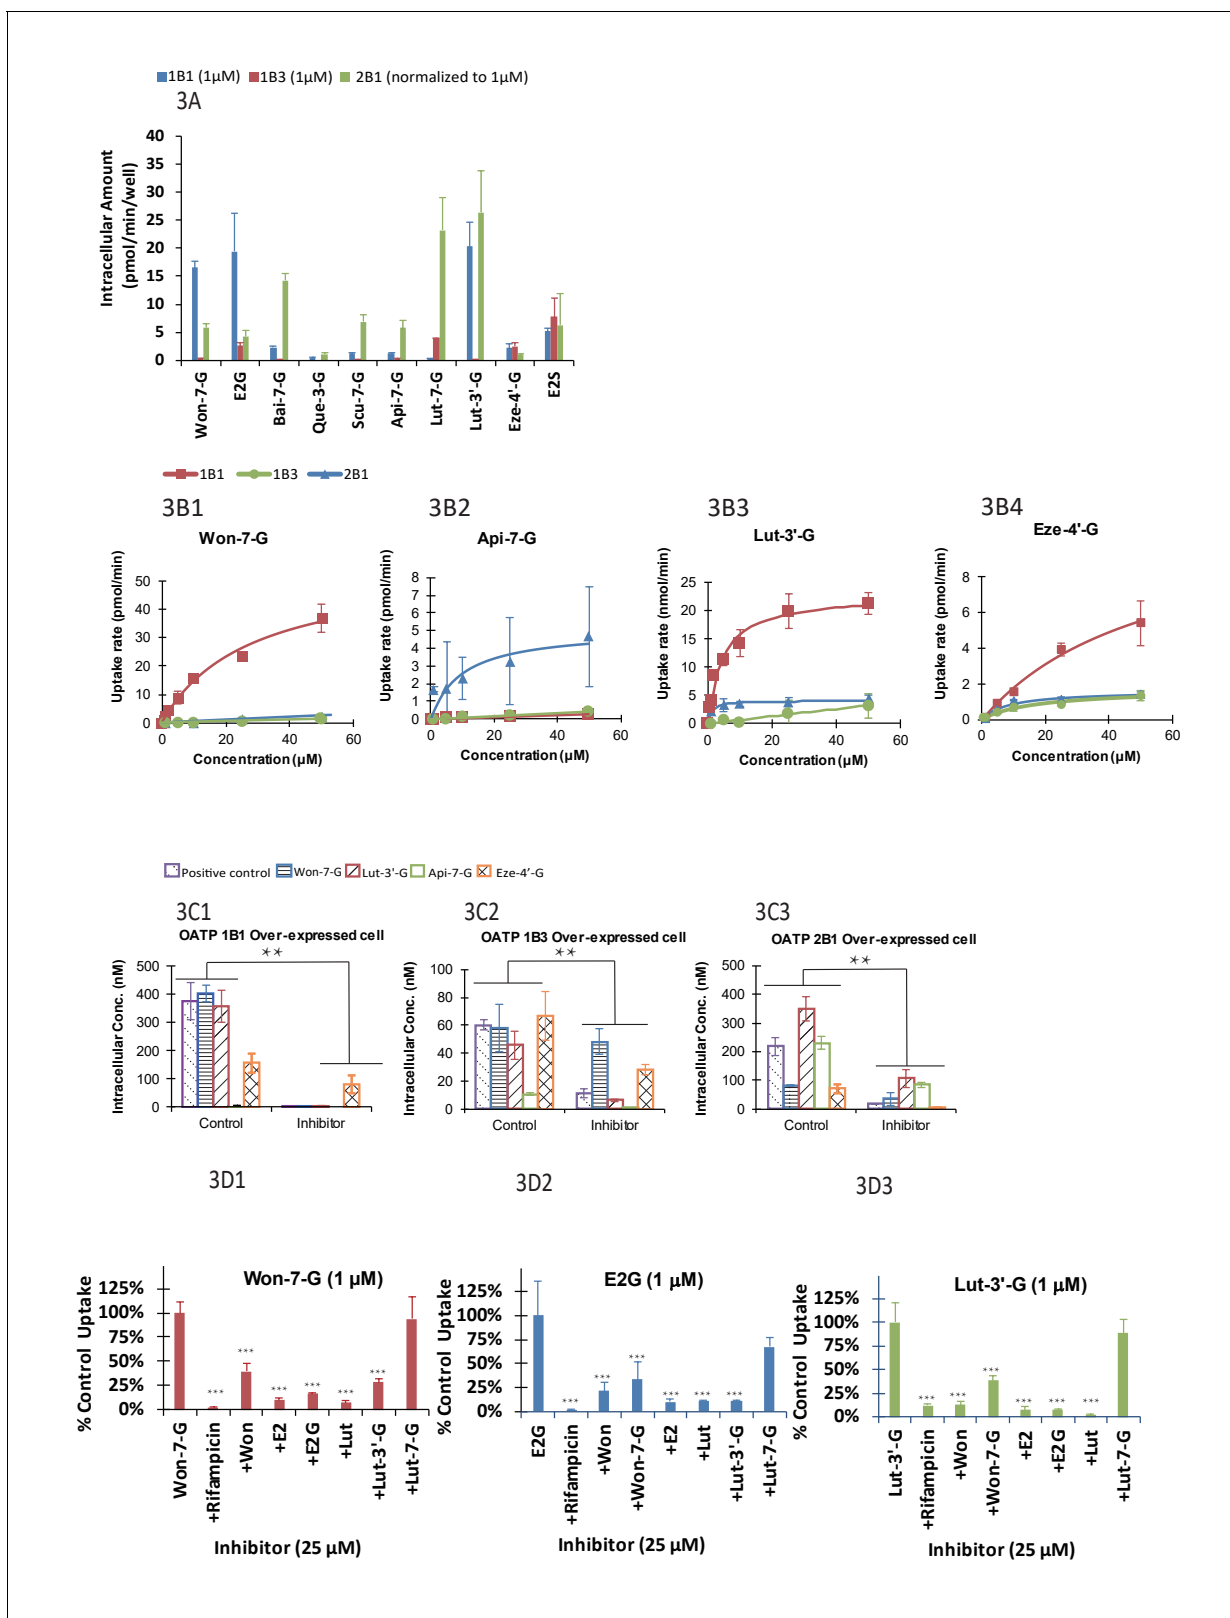 1B1 (1µM) 1B3 (1µM) 2B1 (normalized to 1µM)
3A
Intracellular Amount
(pmol/min/well)
40
35
30
25
20
15
10
5
0
Won-7-G
E2G
Bai-7-G
Que-3-G
Scu-7-G
Api-7-G
Lut-7-G
Lut-3'-G
Eze-4'-G
E2S
1B1 1B3 2B1
3B1
Won-7-G
Uptake rate (pmol/min)
50
40
30
20
10
0
0 20 40 60
Concentration (µM)
3B2
Api-7-G
Uptake rate (pmol/min)
8
7
6
5
4
3
2
1
0
0 20 40 60
Concentration (µM)
3B3
Lut-3'-G
Uptake rate (nmol/min)
25
20
15
10
5
0
0 20 40 60
Concentration (µM)
3B4
Eze-4'-G
Uptake rate (nmol/min)
8
6
4
2
0
0 20 40 60
Concentration (µM)
Positive control Won-7-G Lut-3'-G Api-7-G Eze-4'-G
3C1
OATP 1B1 Over-expressed cell
**
Intracellular Conc. (nM)
500
400
300
200
100
0
Control Inhibitor
3C2
OATP 1B3 Over-expressed cell
**
Intracellular Conc. (nM)
100
80
60
40
20
0
Control Inhibitor
3C3
OATP 2B1 Over-expressed cell
**
Intracellular Conc. (nM)
500
400
300
200
100
0
Control Inhibitor
3D1
Won-7-G (1 µM)
% Control Uptake
125%
100%
75%
50%
25%
0%
*** *** *** *** *** ***
Won-7-G
+Rifampicin
+Won
+E2
+E2G
+Lut
+Lut-3'-G
+Lut-7-G
Inhibitor (25 µM)
3D2
E2G (1 µM)
% Control Uptake
125%
100%
75%
50%
25%
0%
*** *** *** *** *** ***
E2G
+Rifampicin
+Won
+Won-7-G
+E2
+Lut
+Lut-3'-G
+Lut-7-G
Inhibitor (25 µM)
3D3
Lut-3'-G (1 µM)
% Control Uptake
125%
100%
75%
50%
25%
0%
*** *** *** *** *** ***
Lut-3'-G
+Rifampicin
+Won
+Won-7-G
+E2
+E2G
+Lut
+Lut-7-G
Inhibitor (25 µM)